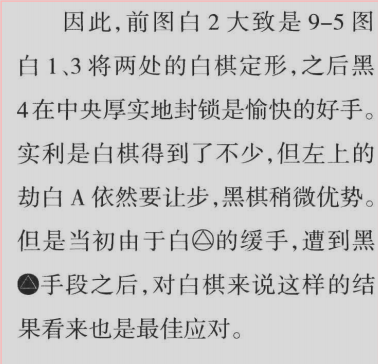 因此,前图白 2 大致是 9-5 图
白 1、3 将两处的白棋定形,之后黑
4 在中央厚实地封锁是愉快的好手。
实利是白棋得到了不少,但左上的
劫白 A 依然要让步,黑棋稍微优势。
但是当初由于白△的缓手,遭到黑
▲手段之后,对白棋来说这样的结
果看来也是最佳应对。